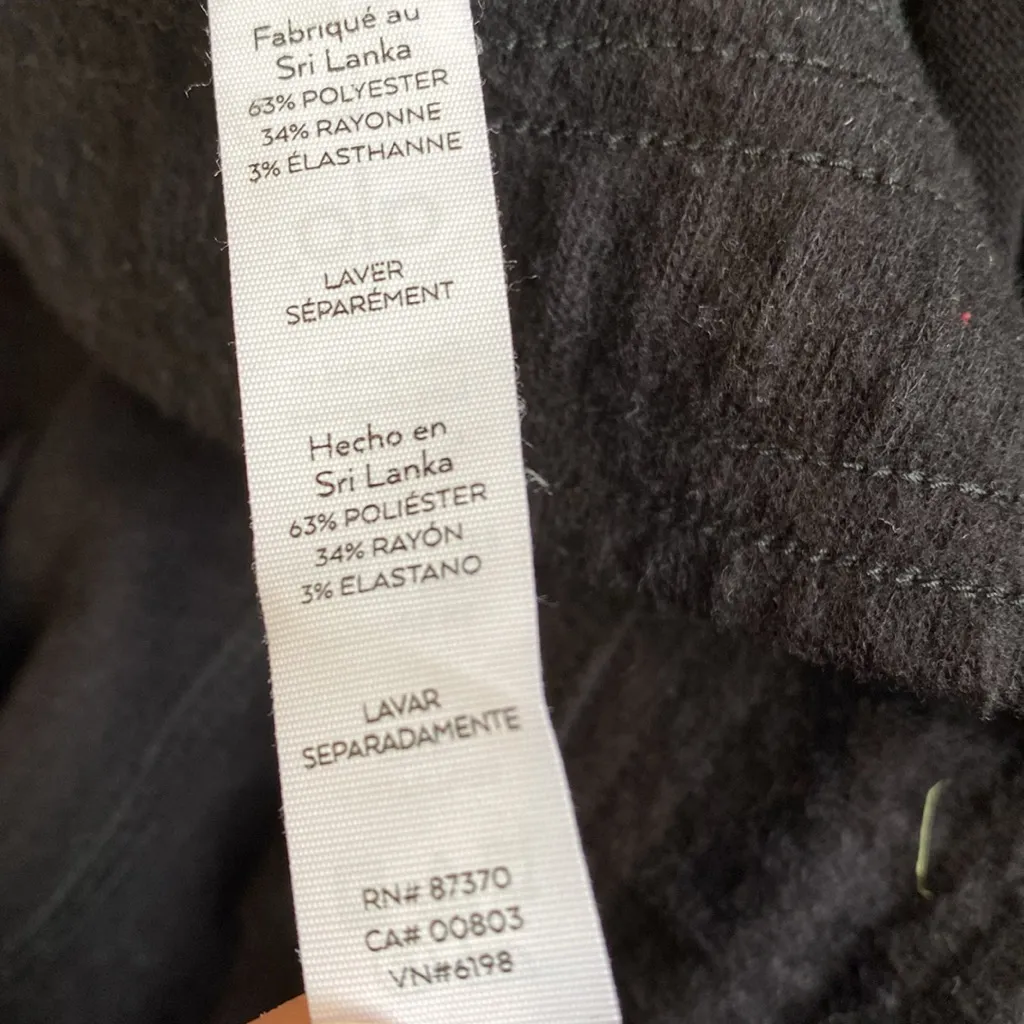 Fabriqué au
Sri Lanka
63% POLYESTER
34% RAYONNE
3% ÉLASTHANNE
LAVER
SÉPARÉMENT
Hecho en
Sri Lanka
63% POLIÉSTER
34% RAYÓN
3% ELASTANO
LAVAR
SEPARADAMENTE
RN# 87370
CA# 00803
VN#6198